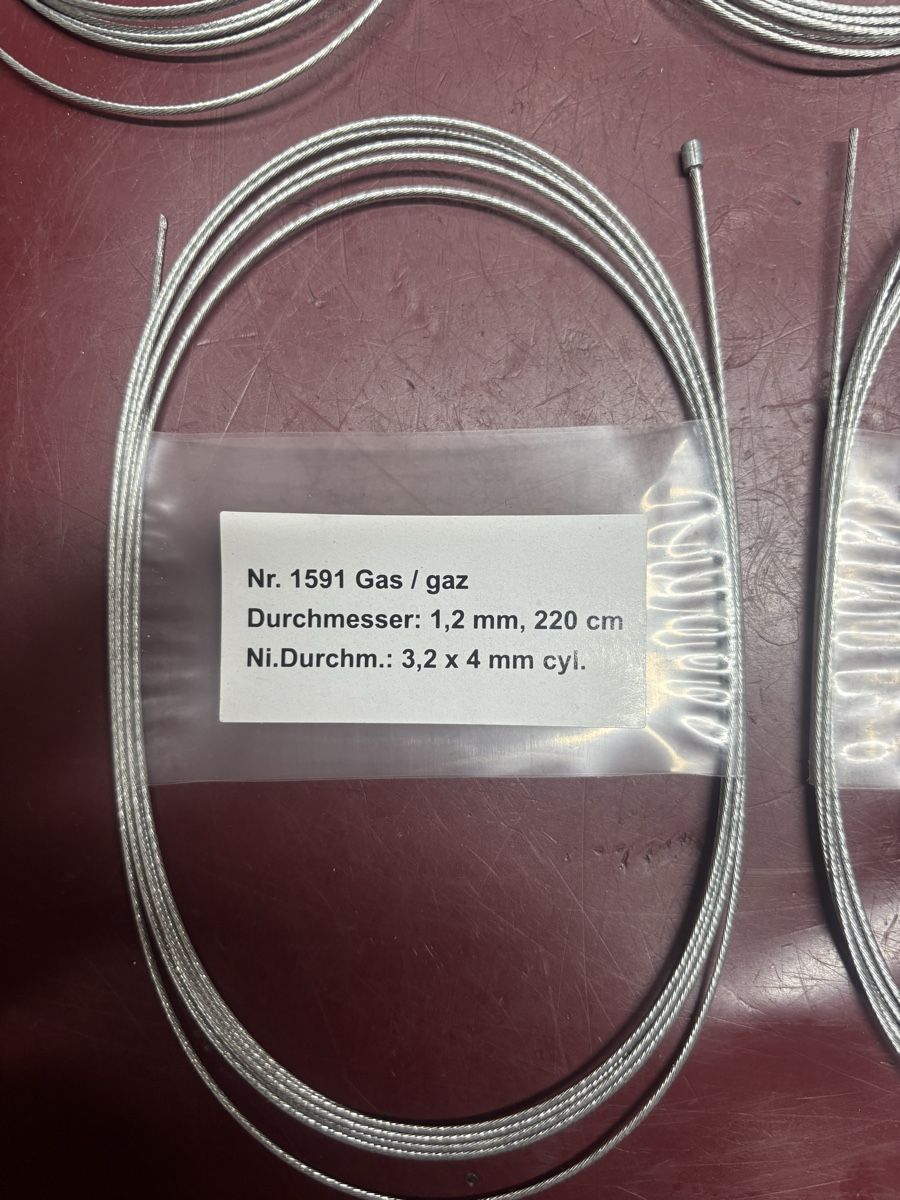 Nr. 1591 Gas / gaz
Durchmesser: 1,2 mm, 220 cm
Ni.Durchm.: 3,2 x 4 mm cyl.